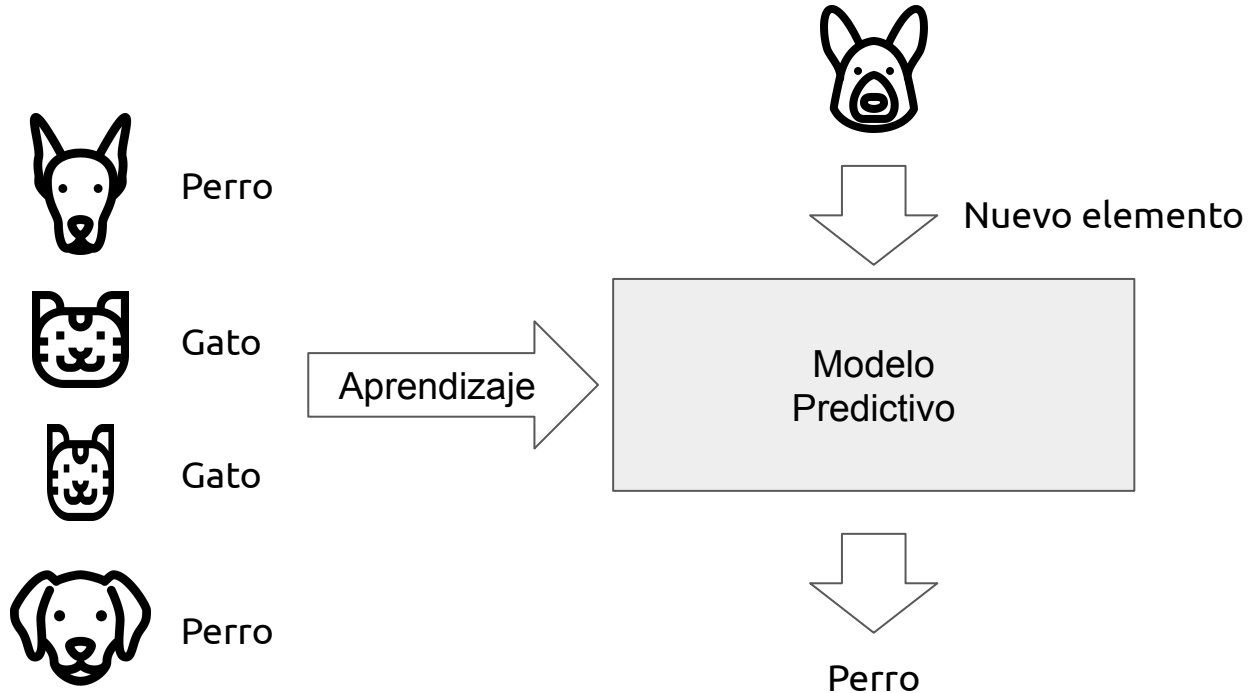 Perro
Gato
Gato
Perro
Aprendizaje
Nuevo elemento
Modelo
Predictivo
Perro